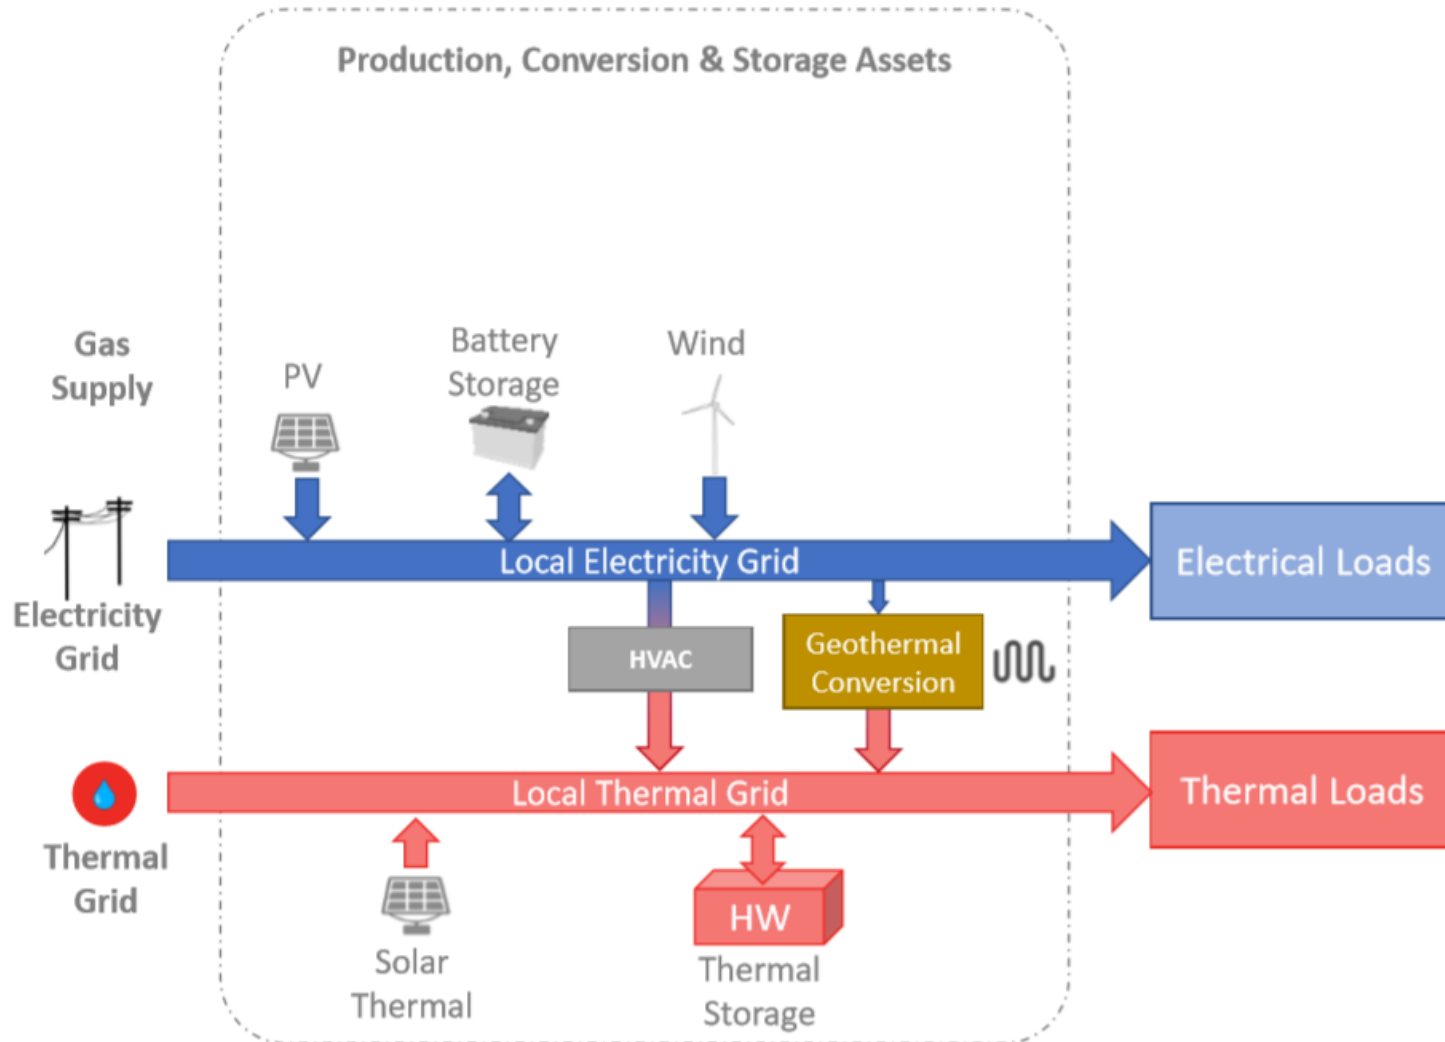 Production, Conversion & Storage Assets
Gas
Supply
PV
Battery
Storage
Wind
Electricity
Grid
Local Electricity Grid
Electrical Loads
HVAC
Geothermal
Conversion
Thermal
Grid
Local Thermal Grid
Thermal Loads
Solar
Thermal
HW
Thermal
Storage